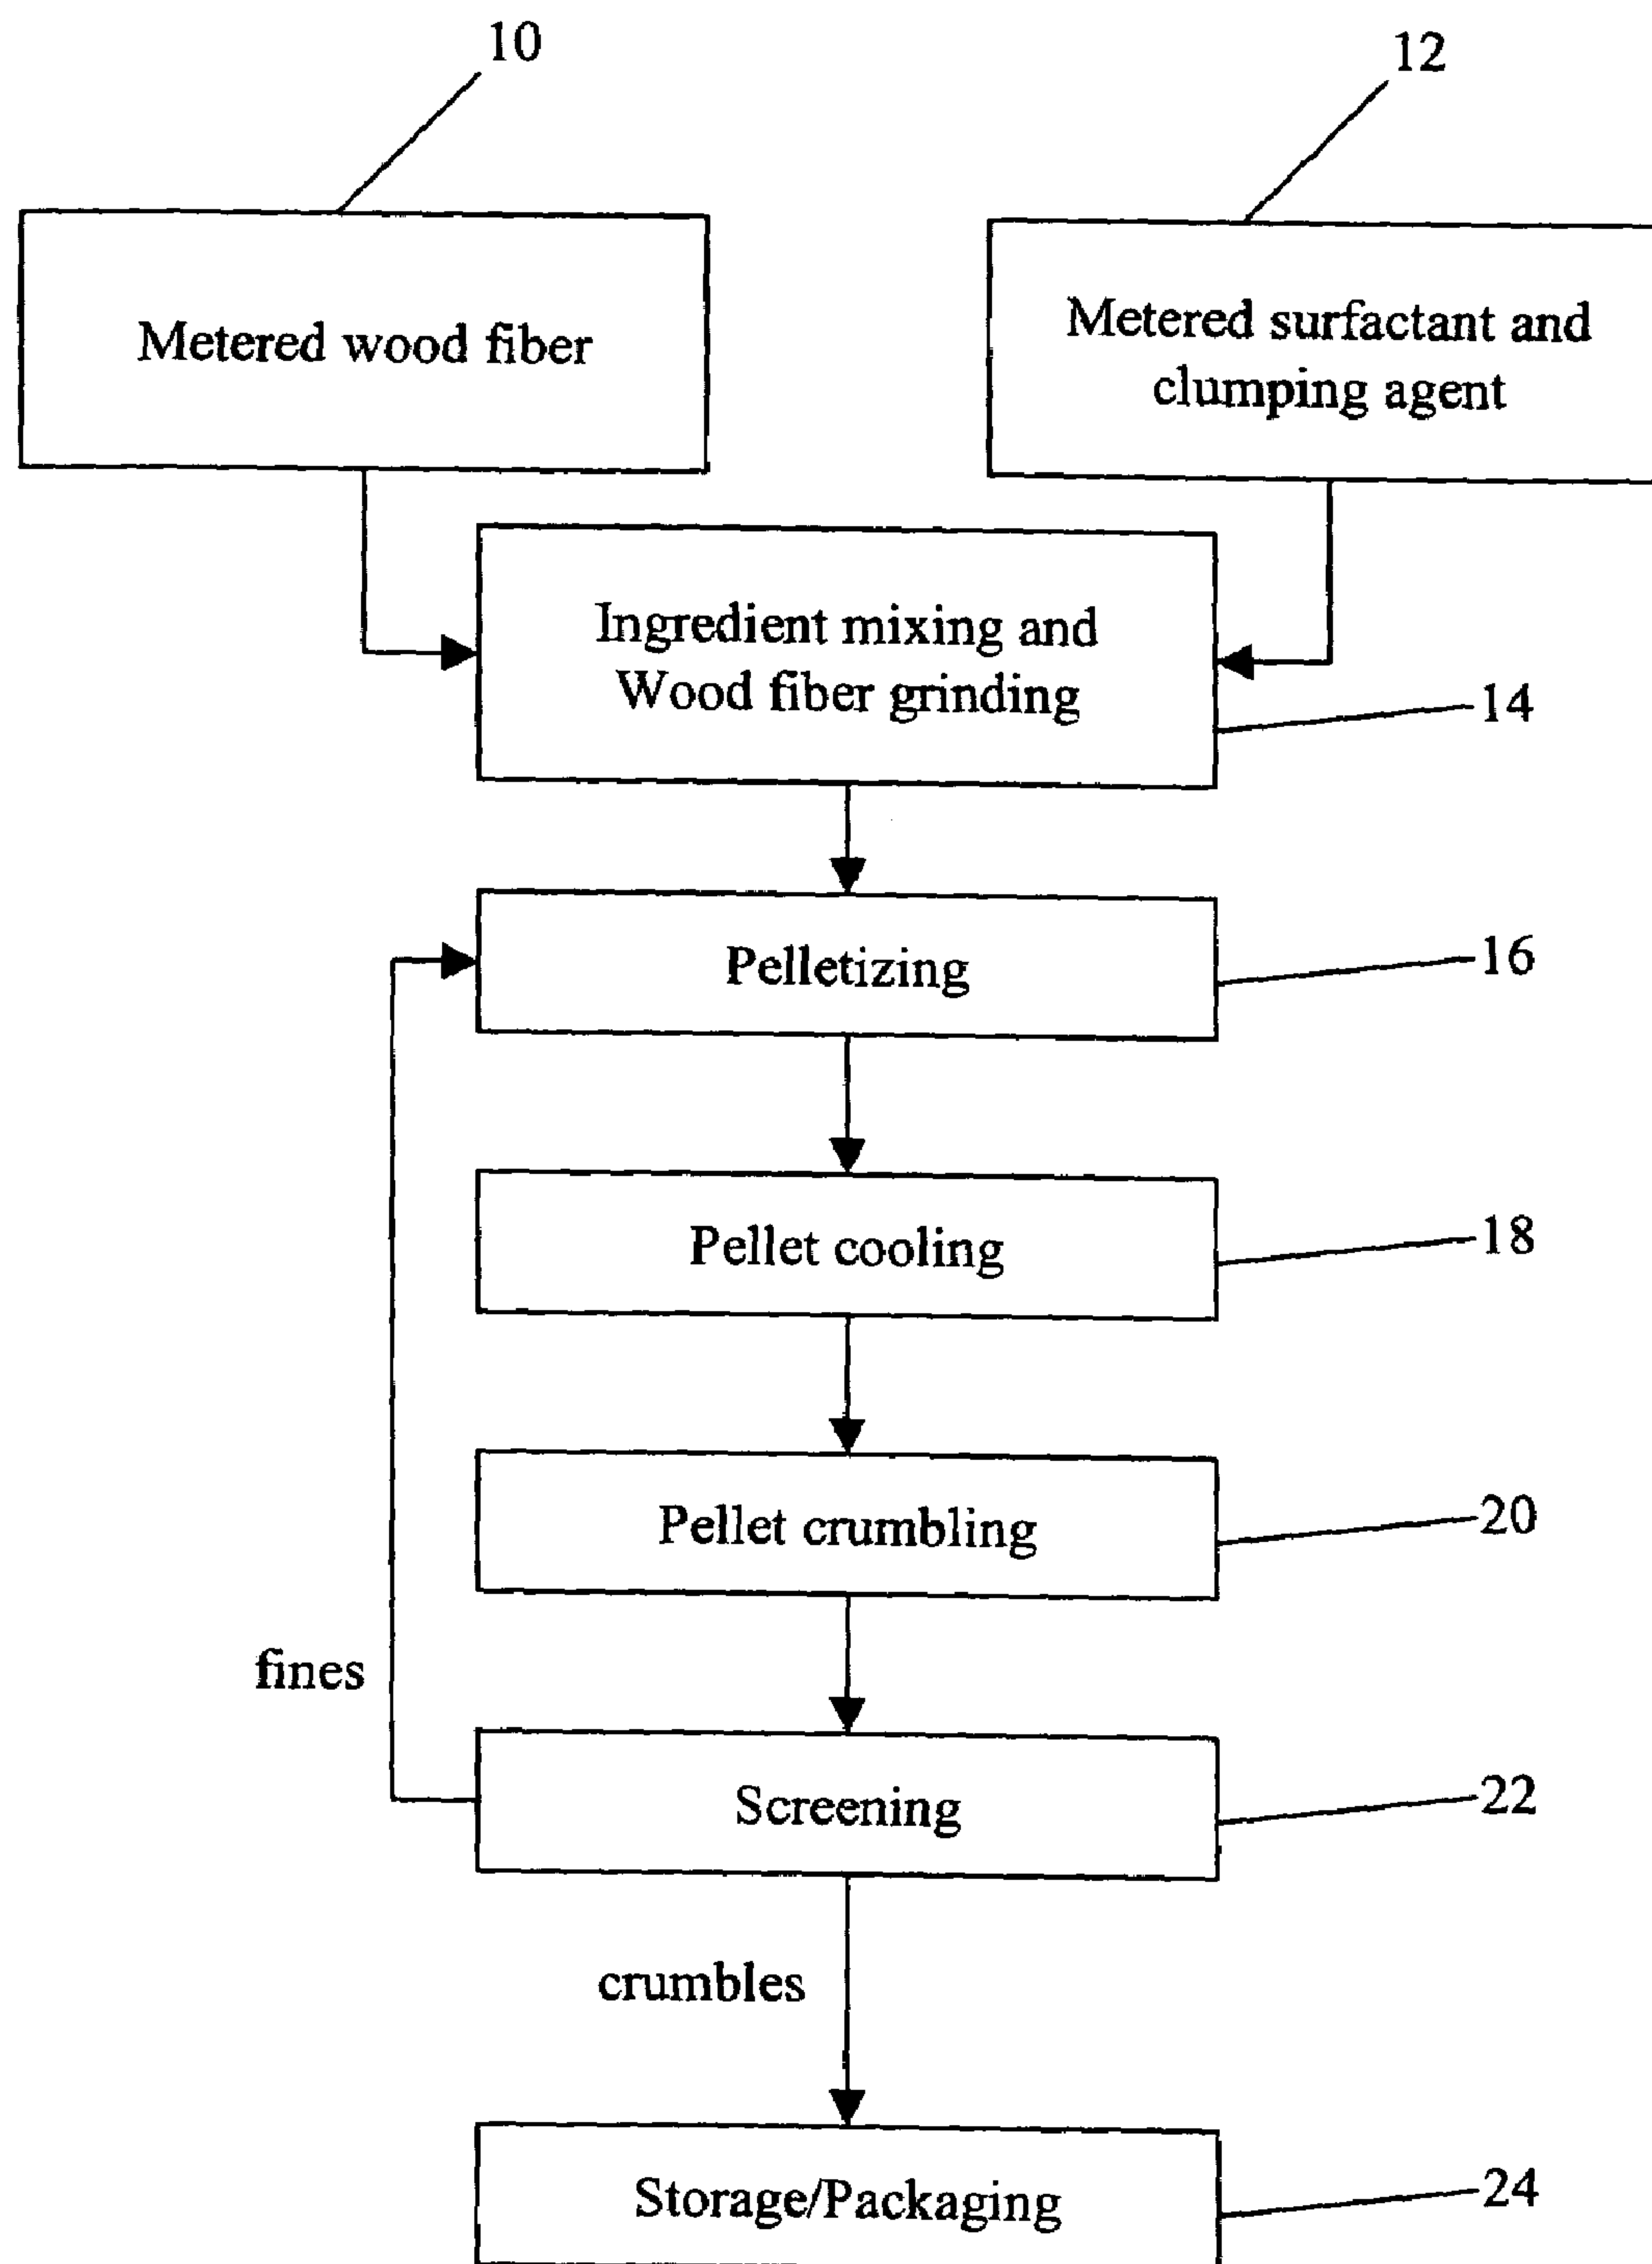 10
12
Metered wood fiber
Metered surfactant and
clumping agent
Ingredient mixing and
Wood fiber grinding
14
Pelletizing
16
Pellet cooling
18
Pellet crumbling
20
fines
Screening
22
crumbles
Storage/Packaging
24